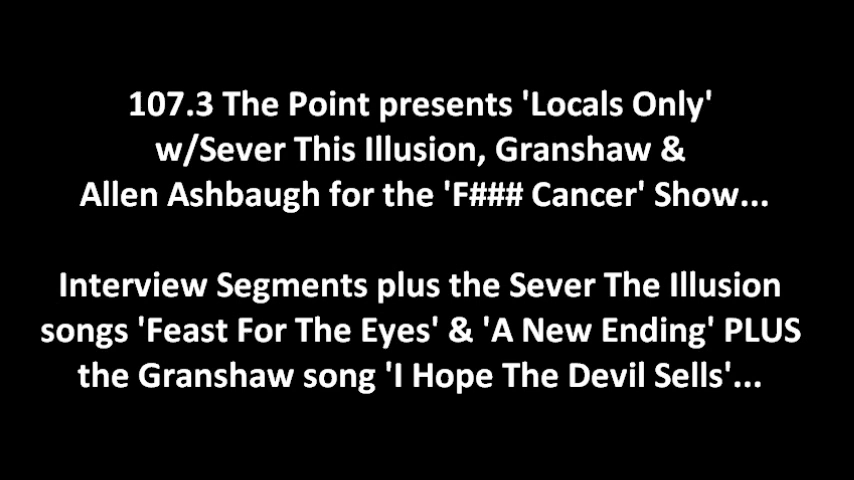 107.3 The Point presents 'Locals Only'
w/Sever This Illusion, Granshaw &
Allen Ashbaugh for the 'F### Cancer' Show...
Interview Segments plus the Sever The Illusion
songs 'Feast For The Eyes' & 'A New Ending' PLUS
the Granshaw song 'I Hope The Devil Sells'...